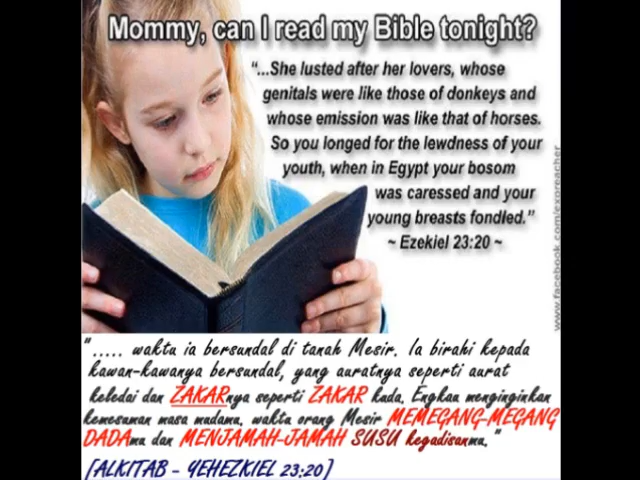 Mommy, can I read my Bible tonight?
"...She lusted after her lovers, whose
genitals were like those of donkeys and
whose emission was like that of horses.
So you longed for the lewdness of your
youth, when in Egypt your bosom
was caressed and your
young breasts fondled."
~ Ezekiel 23:20 ~
www.facebook.com/exoreacher
"..... waktu ia bersundal di tanah Mesir. Ia birahi kepada
kawan-kawanya bersundal, yang auratnya seperti aurat
keledai dan ZAKARnya seperti ZAKAR kuda. Engkau menginginkan
kemesuman masa mudamu, waktu orang Mesir MEMEGANG-MEGANG
DADAmu dan MENJAMAH-JAMAH SUSU kegadisanmu."
[ALKITAB - YEHEZKIEL 23:20]